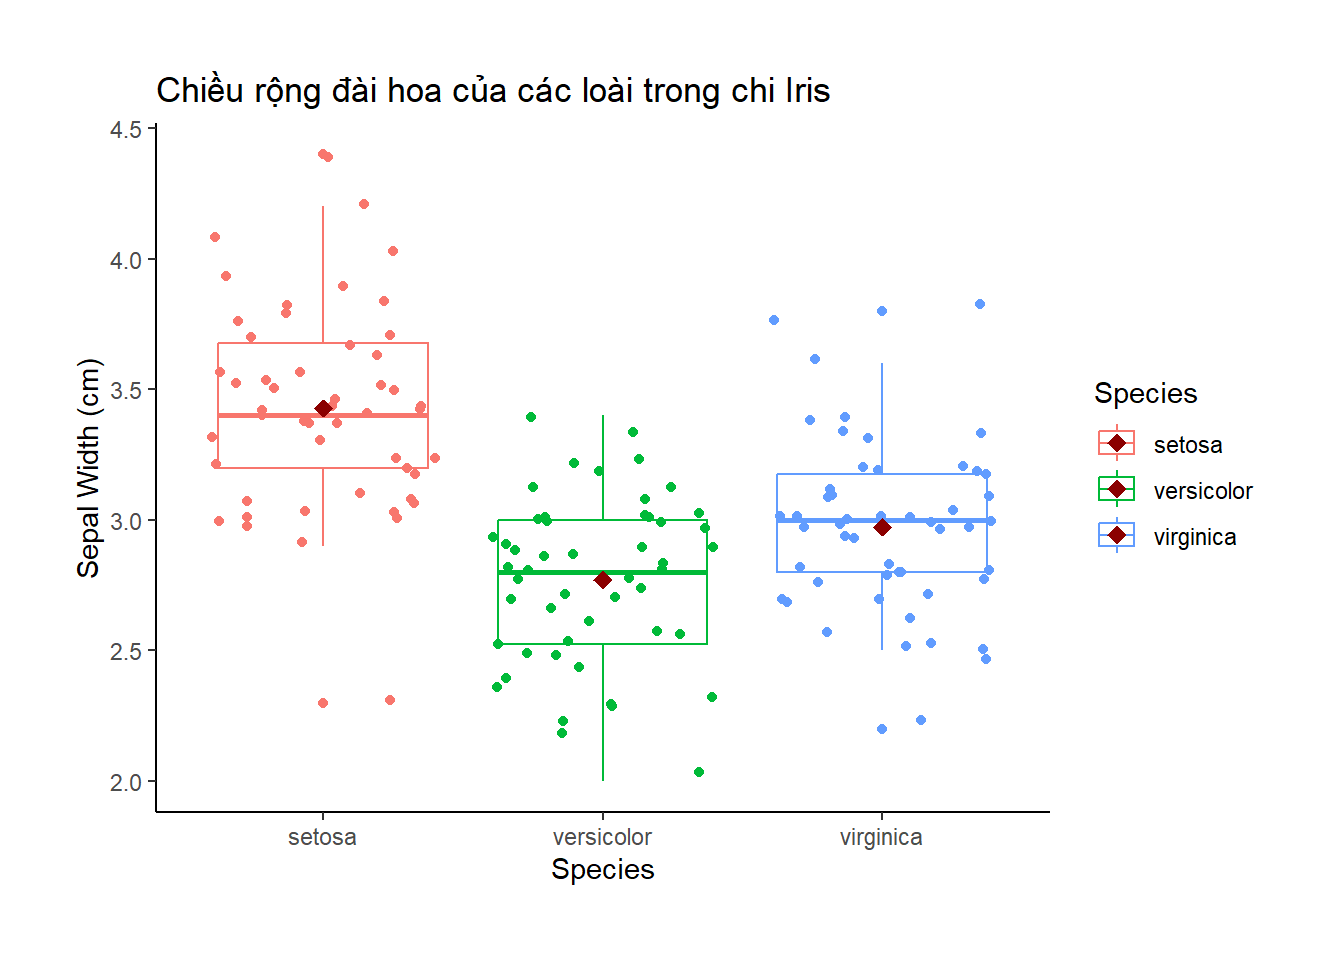 Chiều rộng đài hoa của các loài trong chi Iris
Sepal Width (cm)
4.5
4.0
3.5
3.0
2.5
2.0
setosa
versicolor
virginica
Species
Species
setosa
versicolor
virginica